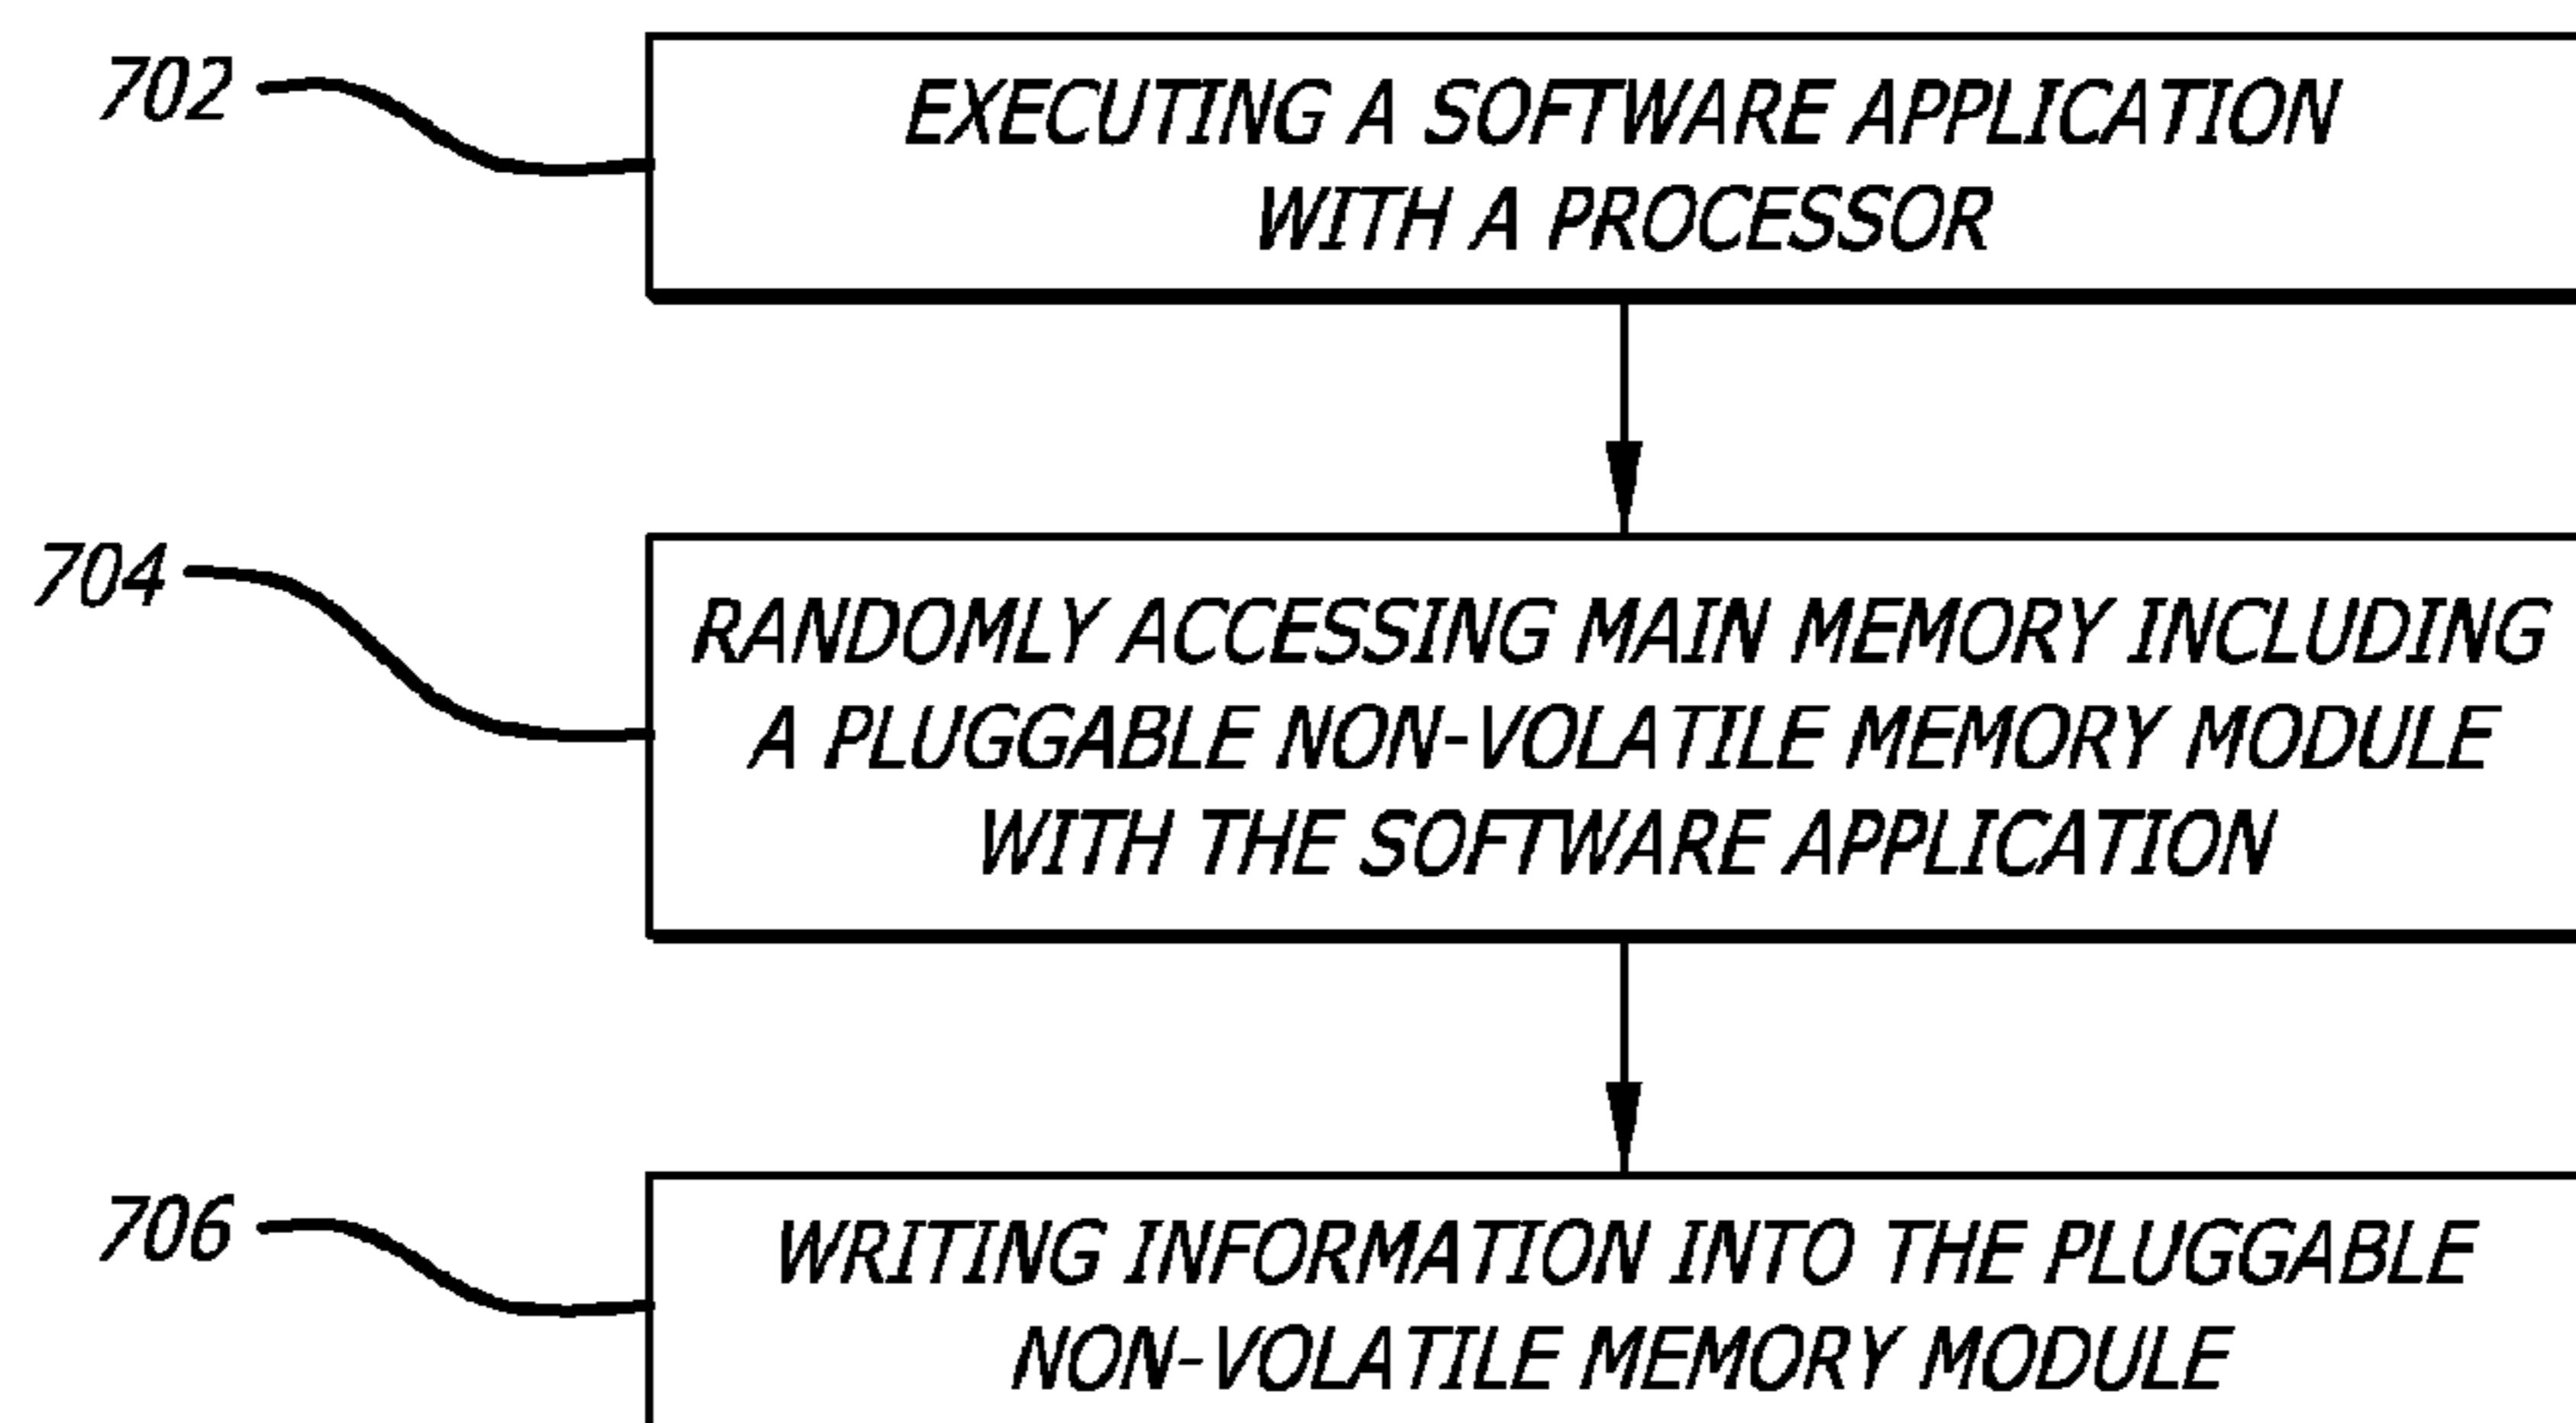 702
EXECUTING A SOFTWARE APPLICATION
WITH A PROCESSOR
704
RANDOMLY ACCESSING MAIN MEMORY INCLUDING
A PLUGGABLE NON-VOLATILE MEMORY MODULE
WITH THE SOFTWARE APPLICATION
706
WRITING INFORMATION INTO THE PLUGGABLE
NON-VOLATILE MEMORY MODULE